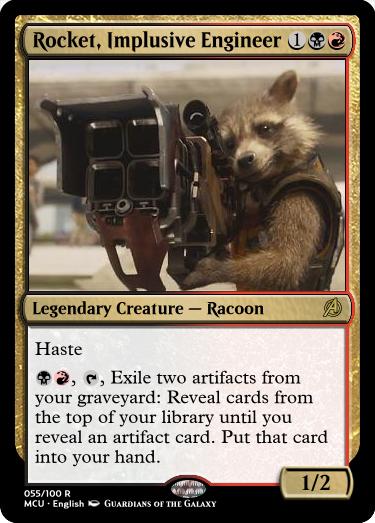 Rocket, Implusive Engineer 1
Legendary Creature — Racoon
Haste
, , Exile two artifacts from
your graveyard: Reveal cards from
the top of your library until you
reveal an artifact card. Put that card
into your hand.
1/2
055/100 R
MCU • English Guardians of the Galaxy